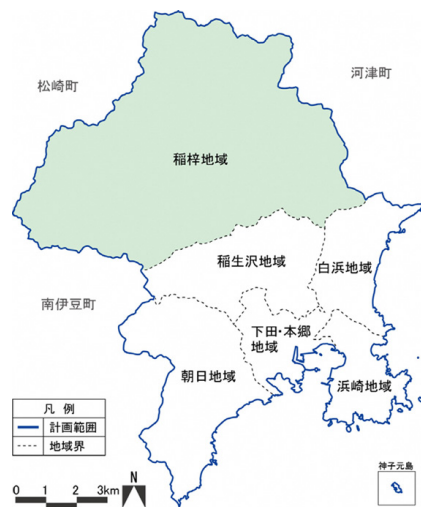 松崎町
河津町
稲梓地域
稲生沢地域
白浜地域
南伊豆町
下田・本郷
地域
朝日地域
浜崎地域
凡 例
計画範囲
地域界
神子元島
0 1 2 3km
N